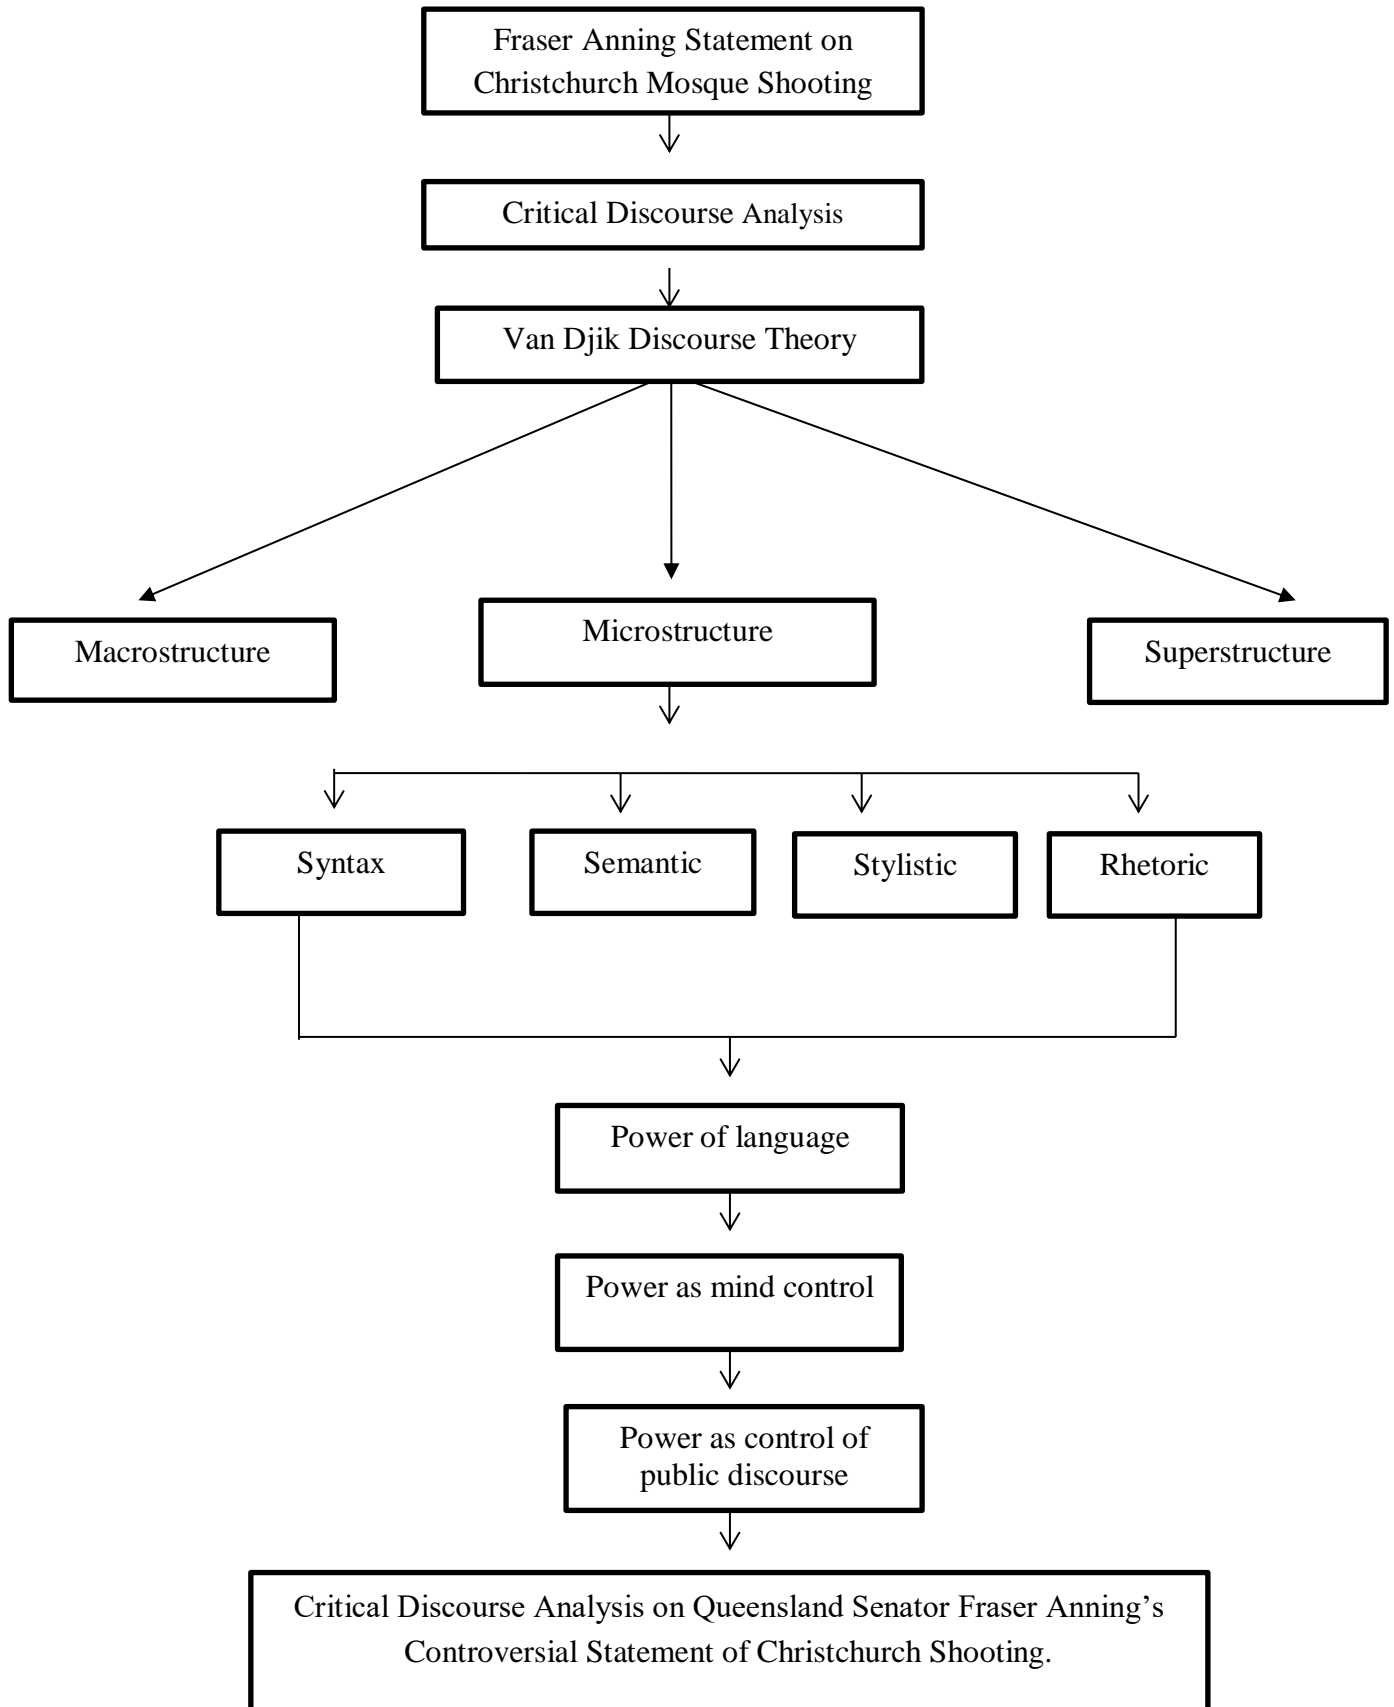 Fraser Anning Statement on
Christchurch Mosque Shooting
Critical Discourse Analysis
Van Djik Discourse Theory
Macrostructure
Microstructure
Superstructure
Syntax
Semantic
Stylistic
Rhetoric
Power of language
Power as mind control
Power as control of
public discourse
Critical Discourse Analysis on Queensland Senator Fraser Anning’s
Controversial Statement of Christchurch Shooting.